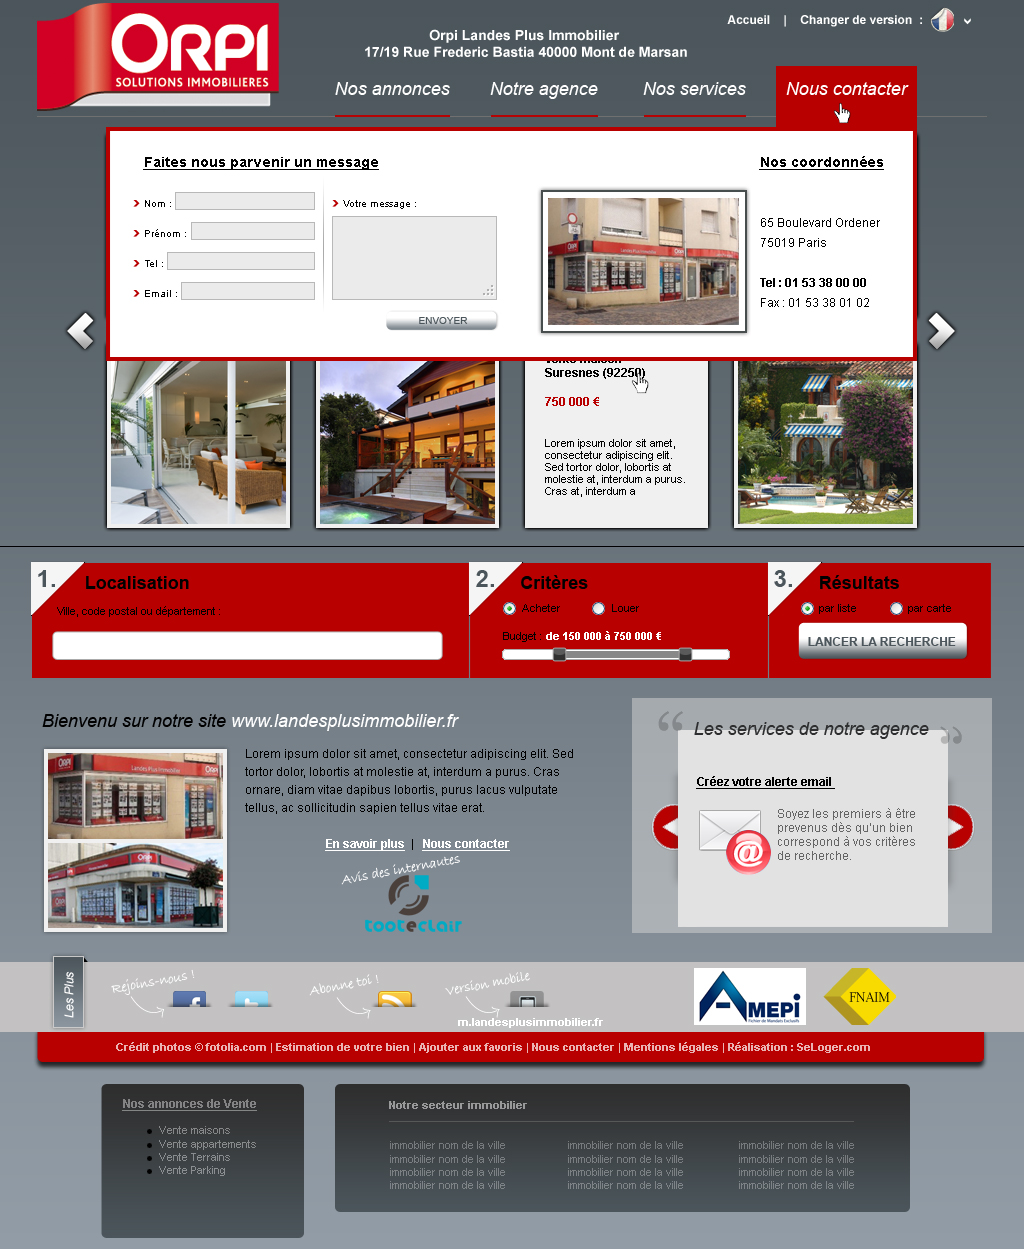 ORPI
SOLUTIONS IMMOBILIERES
Accueil | Changer de version :
Orpi Landes Plus Immobilier
17/19 Rue Frederic Bastia 40000 Mont de Marsan
Nos annonces
Notre agence
Nos services
Nous contacter
Faites nous parvenir un message
Nom :
Prénom :
Tel :
Email :
Votre message :
ENVOYER
Nos coordonnées
65 Boulevard Ordener
75019 Paris
Tel : 01 53 38 00 00
Fax : 01 53 38 01 02
Vente maison
Suresnes (92250)
750 000 €
Lorem ipsum dolor sit amet,
consectetur adipiscing elit.
Sed tortor dolor, lobortis at
molestie at, interdum a purus.
Cras at, interdum a
1. Localisation
Ville, code postal ou département :
2. Critères
Acheter
Louer
Budget : de 150 000 à 750 000 €
3. Résultats
par liste
par carte
LANCER LA RECHERCHE
Bienvenu sur notre site www.landesplusimmobilier.fr
Lorem ipsum dolor sit amet, consectetur adipiscing elit. Sed
tortor dolor, lobortis at molestie at, interdum a purus. Cras
ornare, diam vitae dapibus lobortis, purus lacus vulputate
tellus, ac sollicitudin sapien tellus vitae erat.
En savoir plus | Nous contacter
Avis des internautes
tooteclair
“ Les services de notre agence ”
Créez votre alerte email
Soyez les premiers à être
prevenus dès qu'un bien
correspond à vos critères
de recherche.
Les Plus
Rejoins-nous !
Abonne toi !
Version mobile
m.landesplusimmobilier.fr
AMEPI
Fichier de Mandats Exclusifs
FNAIM
Crédit photos © fotolia.com | Estimation de votre bien | Ajouter aux favoris | Nous contacter | Mentions légales | Réalisation : SeLoger.com
Nos annonces de Vente
Vente maisons
Vente appartements
Vente Terrains
Vente Parking
Notre secteur immobilier
immobilier nom de la ville immobilier nom de la ville immobilier nom de la ville
immobilier nom de la ville immobilier nom de la ville immobilier nom de la ville
immobilier nom de la ville immobilier nom de la ville immobilier nom de la ville
immobilier nom de la ville immobilier nom de la ville immobilier nom de la ville